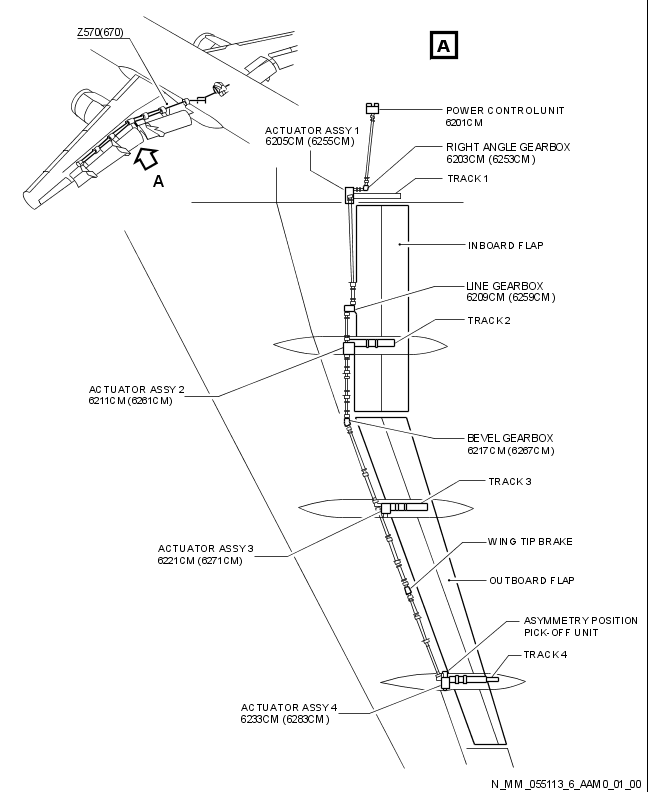 Z570(670)
A
A
POWER CONTROL UNIT
6201CM
ACTUATOR ASSY 1
6205CM (6255CM)
RIGHT ANGLE GEARBOX
6203CM (6253CM)
TRACK 1
INBOARD FLAP
LINE GEARBOX
6209CM (6259CM)
TRACK 2
ACTUATOR ASSY 2
6211CM (6261CM)
BEVEL GEARBOX
6217CM (6267CM)
TRACK 3
WING TIP BRAKE
ACTUATOR ASSY 3
6221CM (6271CM)
OUTBOARD FLAP
ASYMMETRY POSITION
PICK-OFF UNIT
TRACK 4
ACTUATOR ASSY 4
6233CM (6283CM)
N_MM_055113_6_AAM0_01_00